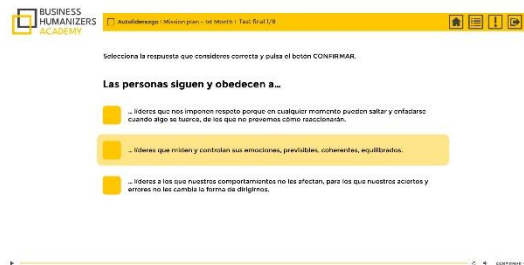 BUSINESS
HUMANIZERS
ACADEMY
Autoliderazgo | Mission plan - 1st Month | Test final 1/8
Selecciona la respuesta que consideres correcta y pulsa el botón CONFIRMAR.
Las personas siguen y obedecen a...
... líderes que nos imponen respeto porque en cualquier momento pueden saltar y enfadarse
cuando algo se tuerce, de los que no prevemos cómo reaccionarán.
... líderes que miden y controlan sus emociones, previsibles, coherentes, equilibrados.
... líderes a los que nuestros comportamientos no les afectan, para los que nuestros aciertos y
errores no les cambia la forma de dirigirnos.
CONFIRMAR